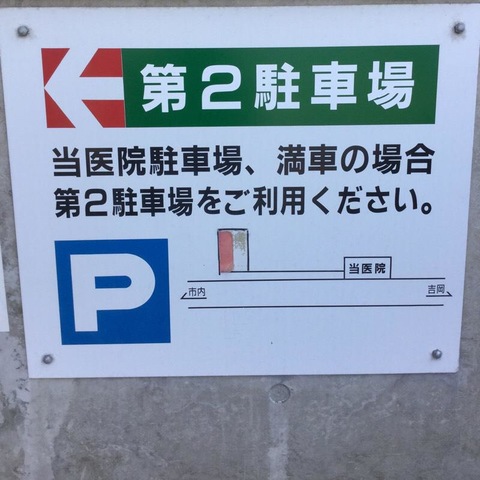 第2駐車場
当医院駐車場、満車の場合
第2駐車場をご利用ください。
P
当医院
市内
吉岡